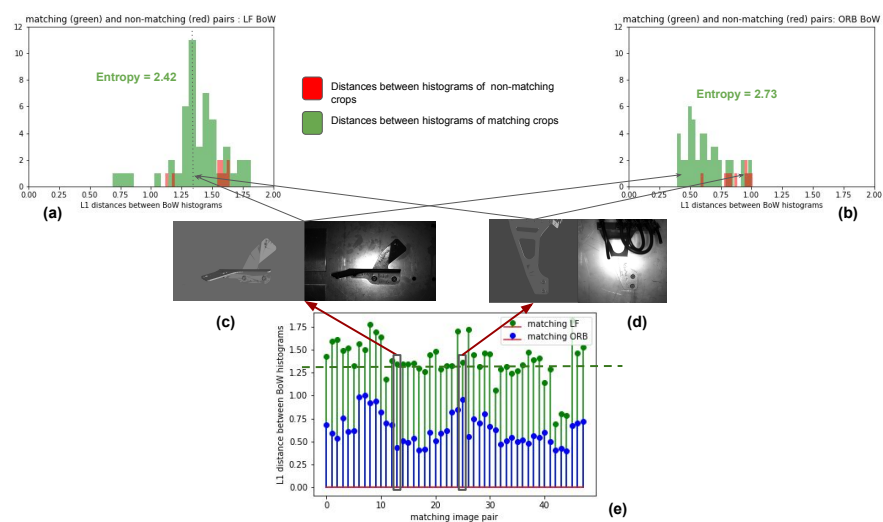 matching (green) and non-matching (red) pairs : LF BoW
12
10
8
6
4
2
0
Entropy = 2.42
0.00 0.25 0.50 0.75 1.00 1.25 1.50 1.75 2.00
L1 distances between BoW histograms
(a)
Distances between histograms of non-matching
crops
Distances between histograms of matching crops
matching (green) and non-matching (red) pairs: ORB BoW
12
10
8
6
4
2
0
Entropy = 2.73
0.00 0.25 0.50 0.75 1.00 1.25 1.50 1.75 2.00
L1 distances between BoW histograms
(b)
(c)
(d)
L1 distance between BoW histograms
1.75
1.50
1.25
1.00
0.75
0.50
0.25
0.00
matching LF
matching ORB
0 10 20 30 40
matching image pair
(e)